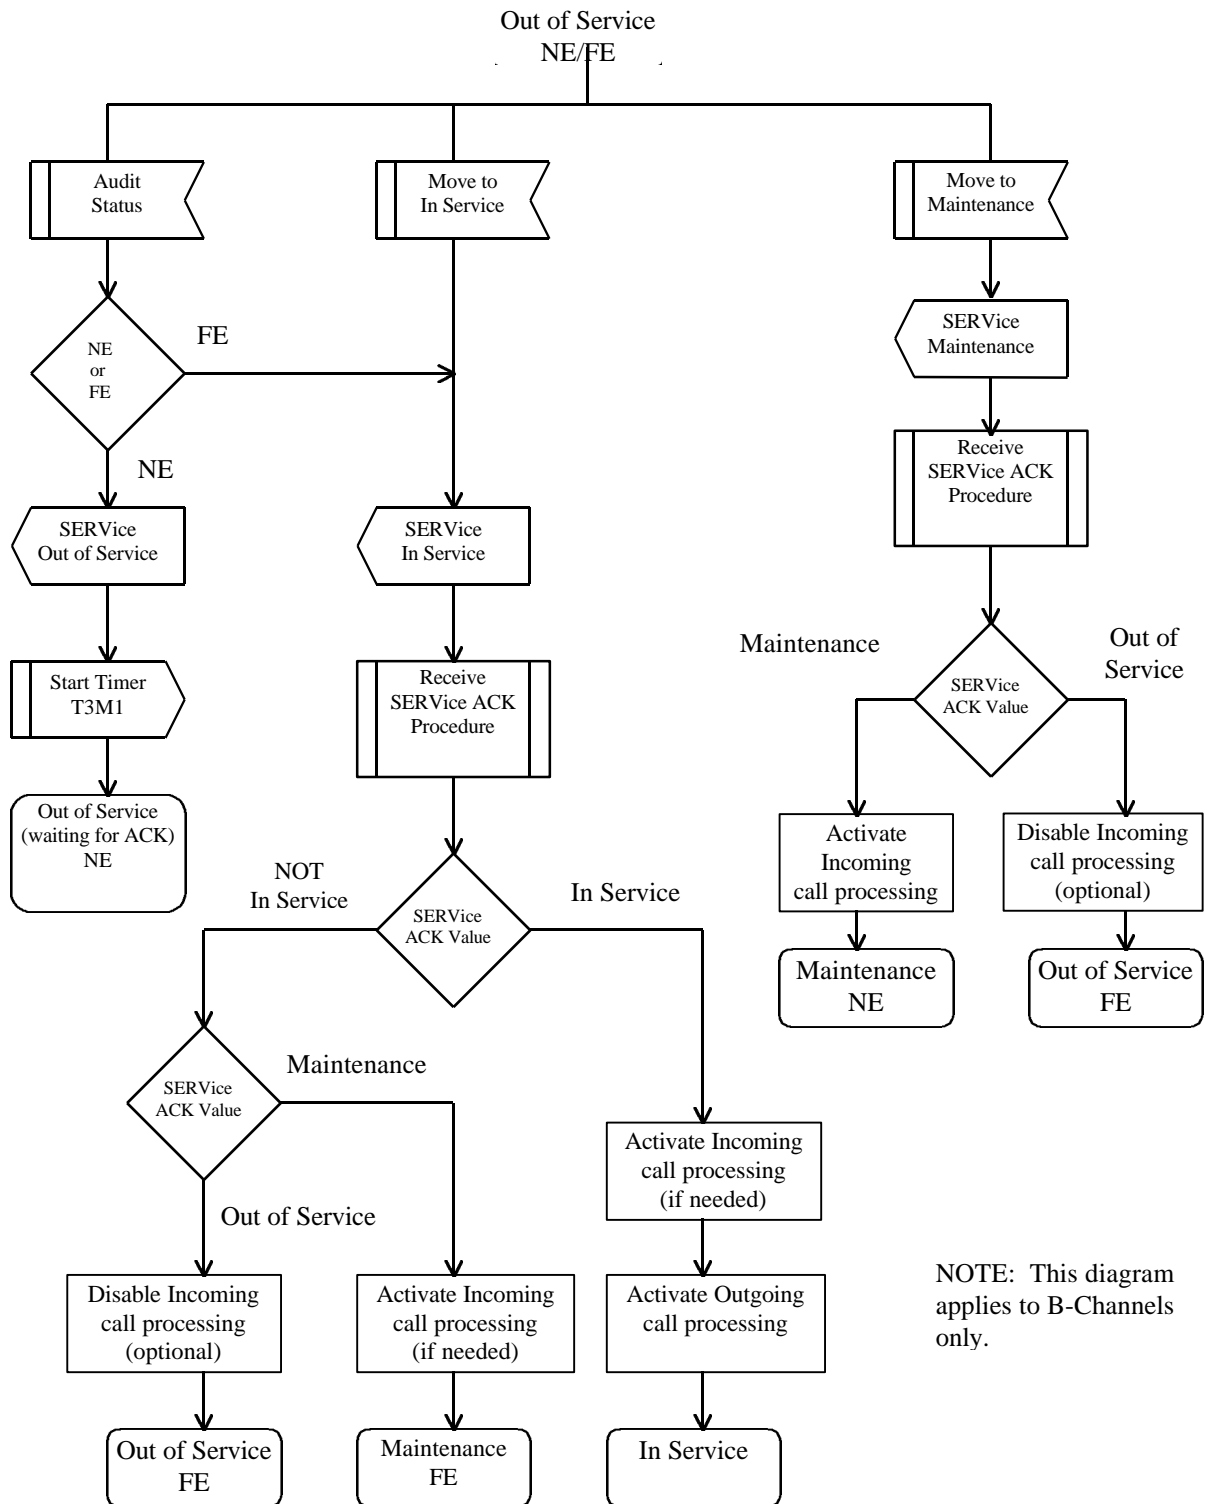 Out of Service
NE/FE
Audit
Status
Move to
In Service
Move to
Maintenance
NE
or
FE
FE
NE
SERVice
Maintenance
Receive
SERVice ACK
Procedure
SERVice
Out of Service
SERVice
In Service
Start Timer
T3M1
Receive
SERVice ACK
Procedure
Maintenance
Out of
Service
SERVice
ACK Value
Out of Service
(waiting for ACK)
NE
Activate
Incoming
call processing
Disable Incoming
call processing
(optional)
NOT
In Service
In Service
SERVice
ACK Value
Maintenance
NE
Out of Service
FE
SERVice
ACK Value
Maintenance
Out of Service
Activate Incoming
call processing
(if needed)
Disable Incoming
call processing
(optional)
Activate Incoming
call processing
(if needed)
Activate Outgoing
call processing
NOTE: This diagram
applies to B-Channels
only.
Out of Service
FE
Maintenance
FE
In Service